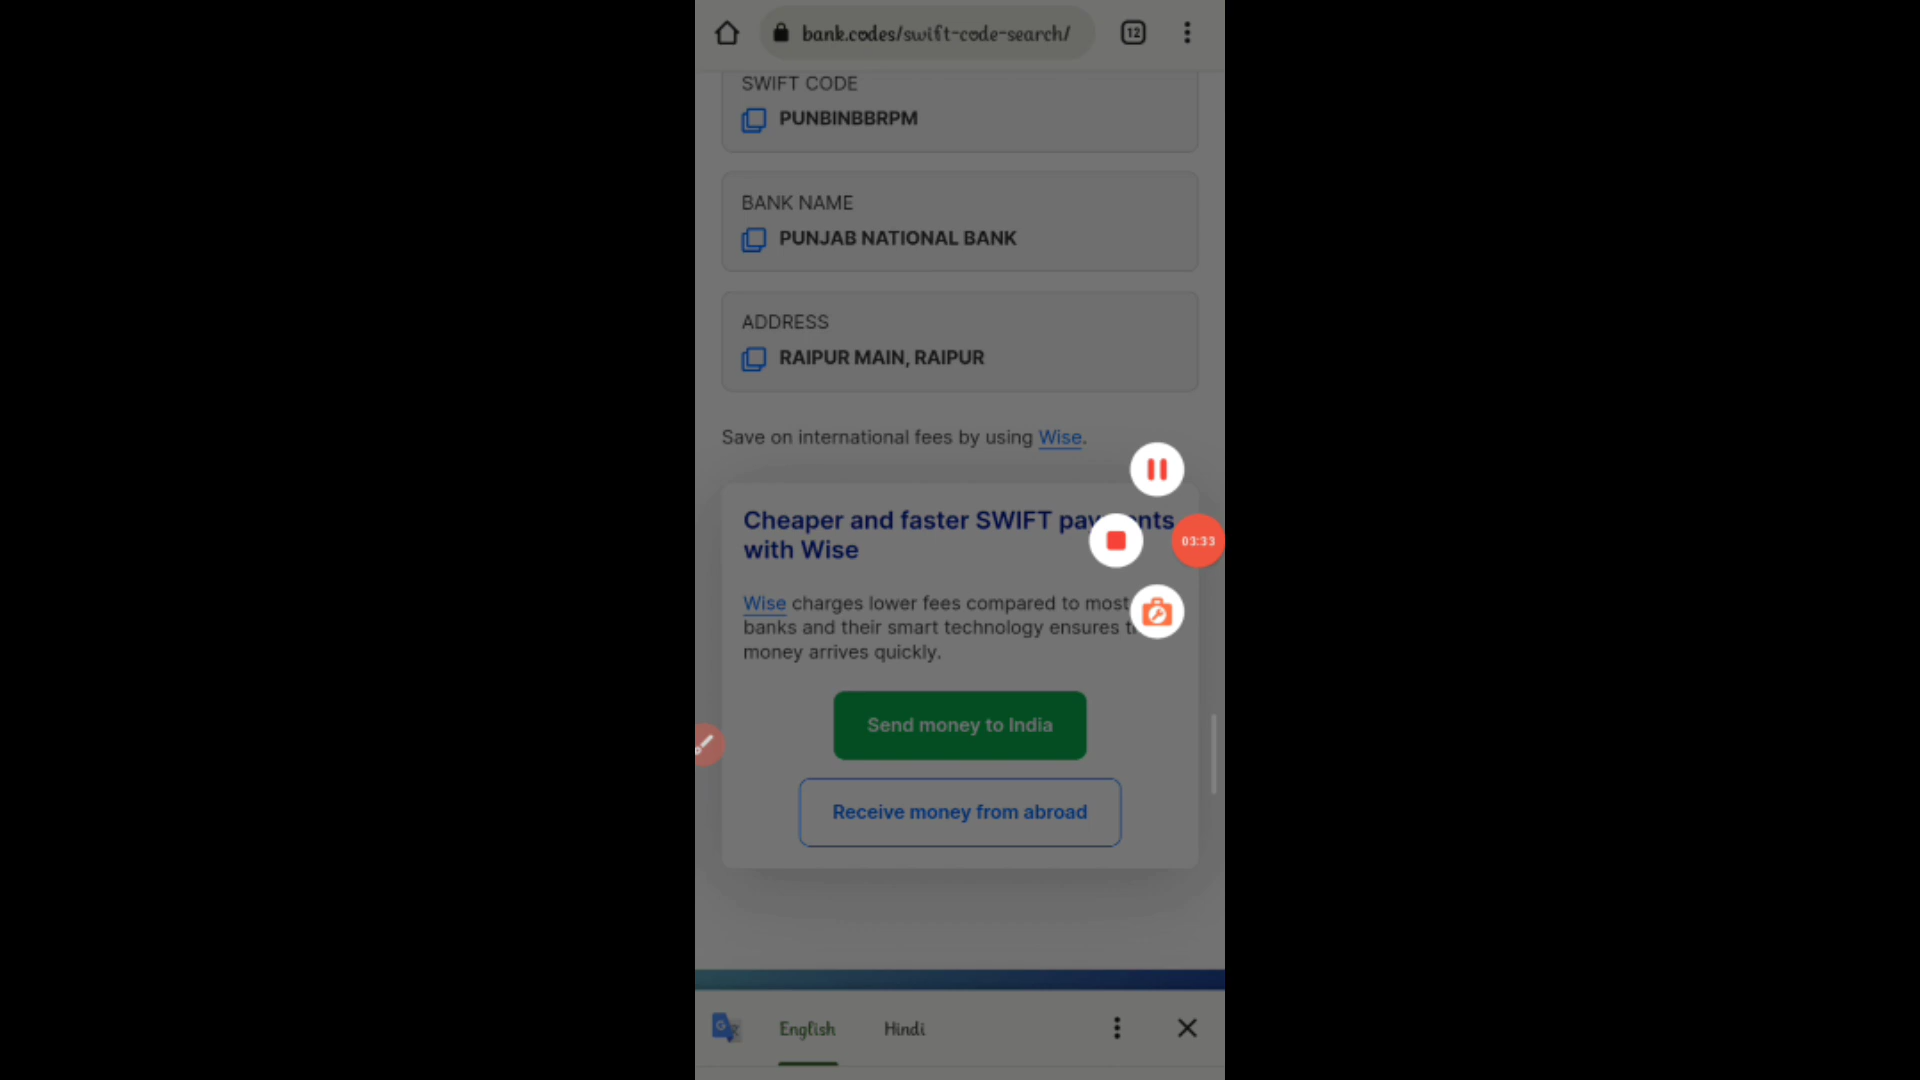 bank.codes/swift-code-search/
12
SWIFT CODE
PUNBINBBRPM
BANK NAME
PUNJAB NATIONAL BANK
ADDRESS
RAIPUR MAIN, RAIPUR
Save on international fees by using Wise.
Cheaper and faster SWIFT
with Wise
03:33
Wise charges lower fees compared to most
banks and their smart technology ensures
money arrives quickly.
Send money to India
Receive money from abroad
English
Hindi